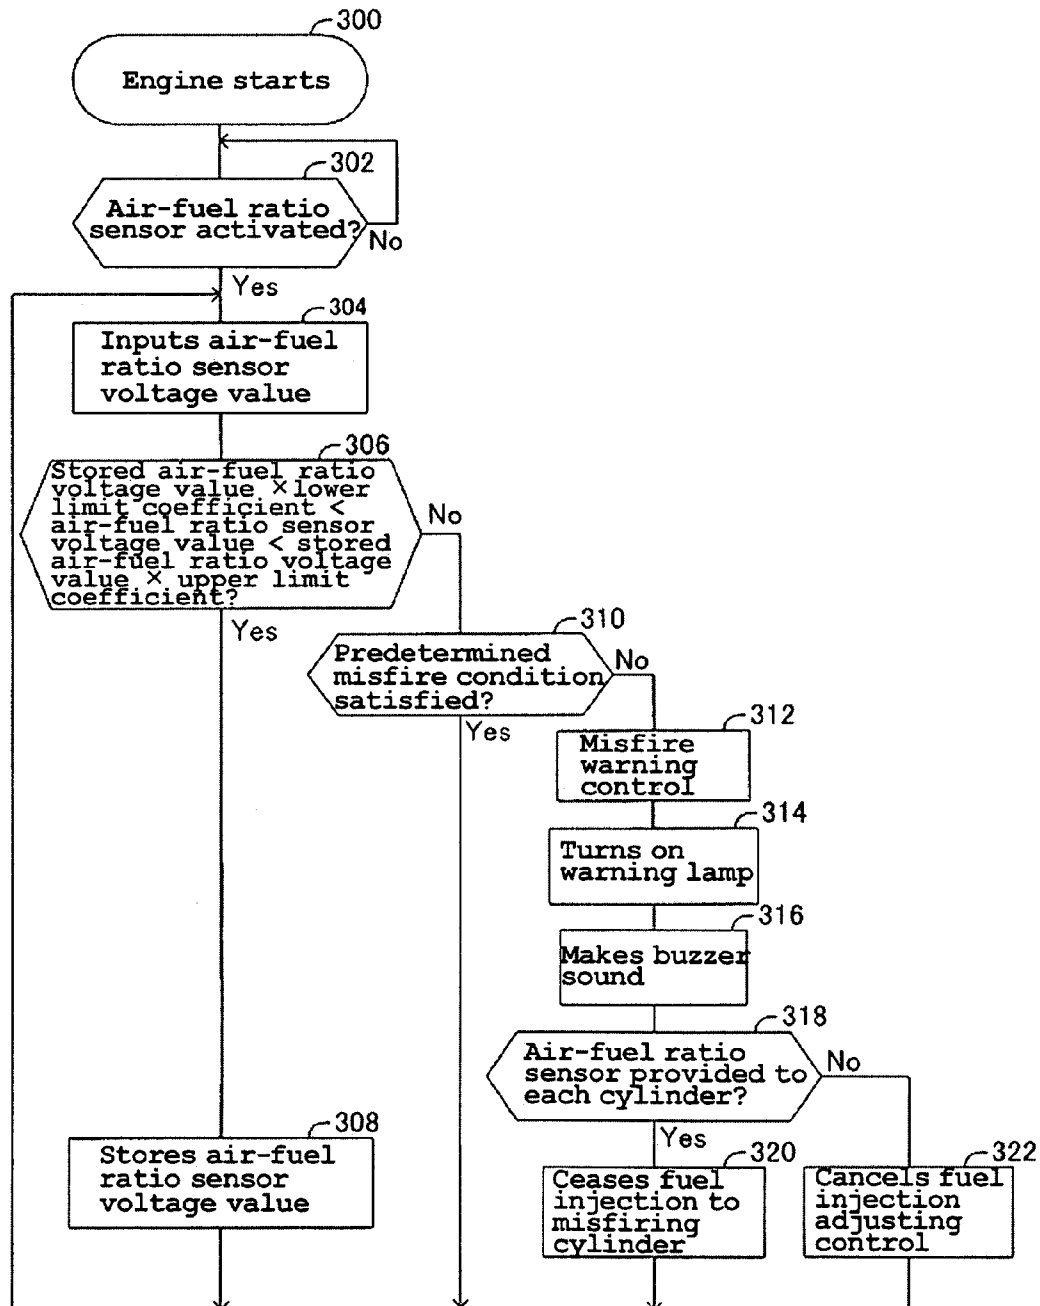 300
Engine starts
302
Air-fuel ratio
sensor activated?
No
Yes
304
Inputs air-fuel
ratio sensor
voltage value
306
Stored air-fuel ratio
voltage value × lower
limit coefficient <
air-fuel ratio sensor
voltage value < stored
air-fuel ratio voltage
value × upper limit
coefficient?
No
Yes
310
Predetermined
misfire condition
satisfied?
No
Yes
312
Misfire
warning
control
314
Turns on
warning lamp
316
Makes buzzer
sound
318
Air-fuel ratio
sensor provided to
each cylinder?
No
Yes
308
Stores air-fuel
ratio sensor
voltage value
320
Ceases fuel
injection to
misfiring
cylinder
322
Cancels fuel
injection
adjusting
control